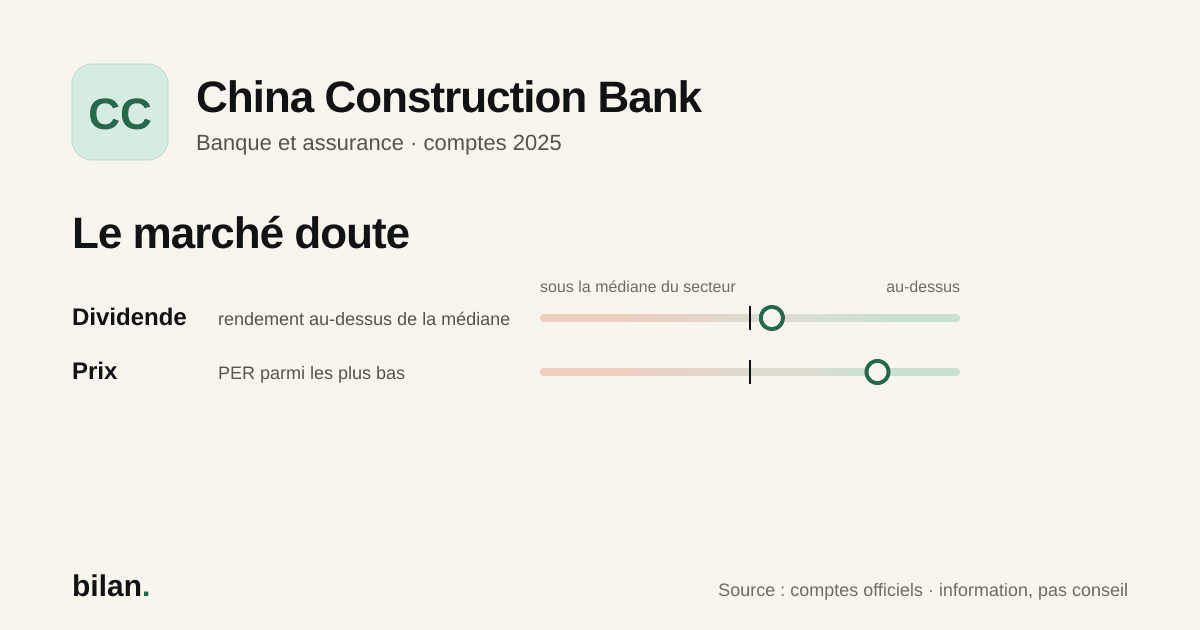 CC
China Construction Bank
Banque et assurance · comptes 2025
Le marché doute
sous la médiane du secteur au-dessus
Dividende rendement au-dessus de la médiane
Prix PER parmi les plus bas
bilan.
Source : comptes officiels · information, pas conseil